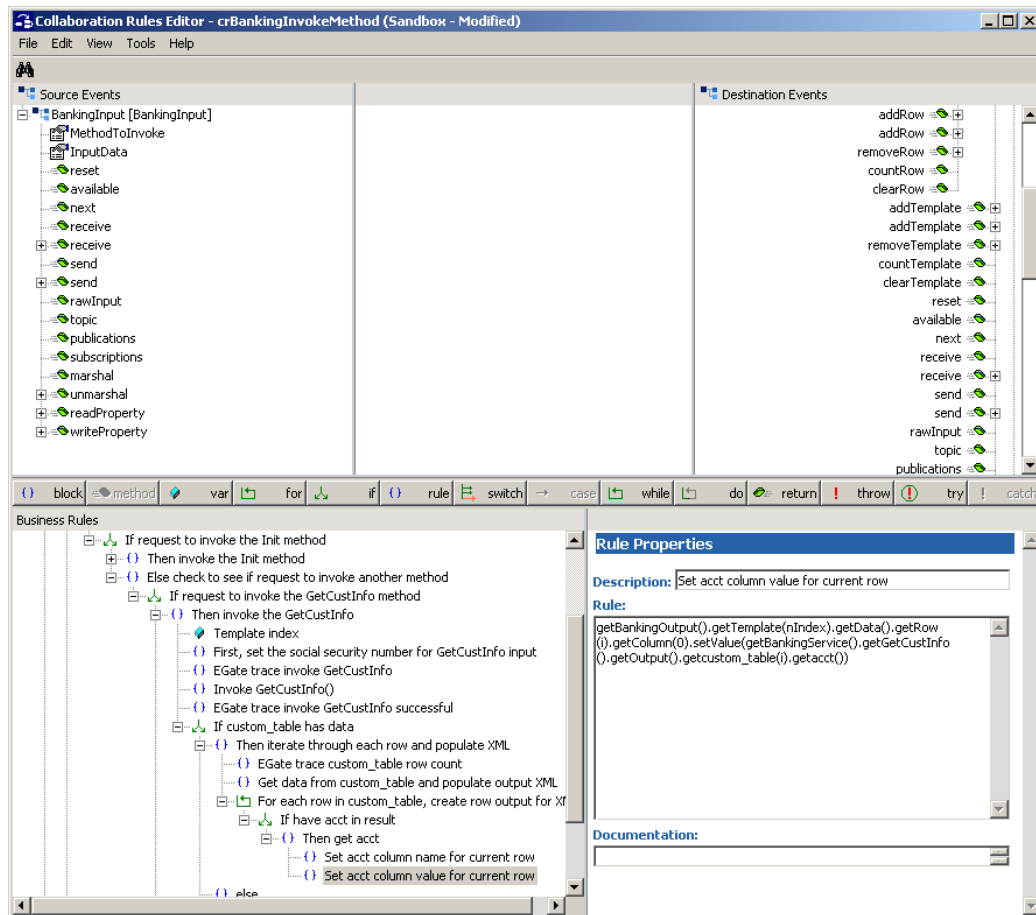 Collaboration Rules Editor - crBankingInvokeMethod (Sandbox - Modified)
File Edit View Tools Help
Source Events
BankingInput [BankingInput]
MethodToInvoke
InputData
reset
available
next
receive
receive
send
send
rawInput
topic
publications
subscriptions
marshal
unmarshal
readProperty
writeProperty
Destination Events
addRow
addRow
removeRow
countRow
clearRow
addTemplate
addTemplate
removeTemplate
countTemplate
clearTemplate
reset
available
next
receive
receive
send
send
rawInput
topic
publications
{} block method var for if {} rule switch case while do return throw try catch
Business Rules
If request to invoke the Init method
{} Then invoke the Init method
{} Else check to see if request to invoke another method
If request to invoke the GetCustInfo method
{} Then invoke the GetCustInfo
Template index
{} First, set the social security number for GetCustInfo input
{} EGate trace invoke GetCustInfo
{} Invoke GetCustInfo()
{} EGate trace invoke GetCustInfo successful
If custom_table has data
{} Then iterate through each row and populate XML
{} EGate trace custom_table row count
{} Get data from custom_table and populate output XML
For each row in custom_table, create row output for XM
If have acct in result
{} Then get acct
{} Set acct column name for current row
{} Set acct column value for current row
{} else
Rule Properties
Description: Set acct column value for current row
Rule:
getBankingOutput().getTemplate(nIndex).getData().getRow
(i).getColumn(0).setValue(getBankingService().getGetCustInfo
().getOutput().getcustom_table(i).getacct())
Documentation: